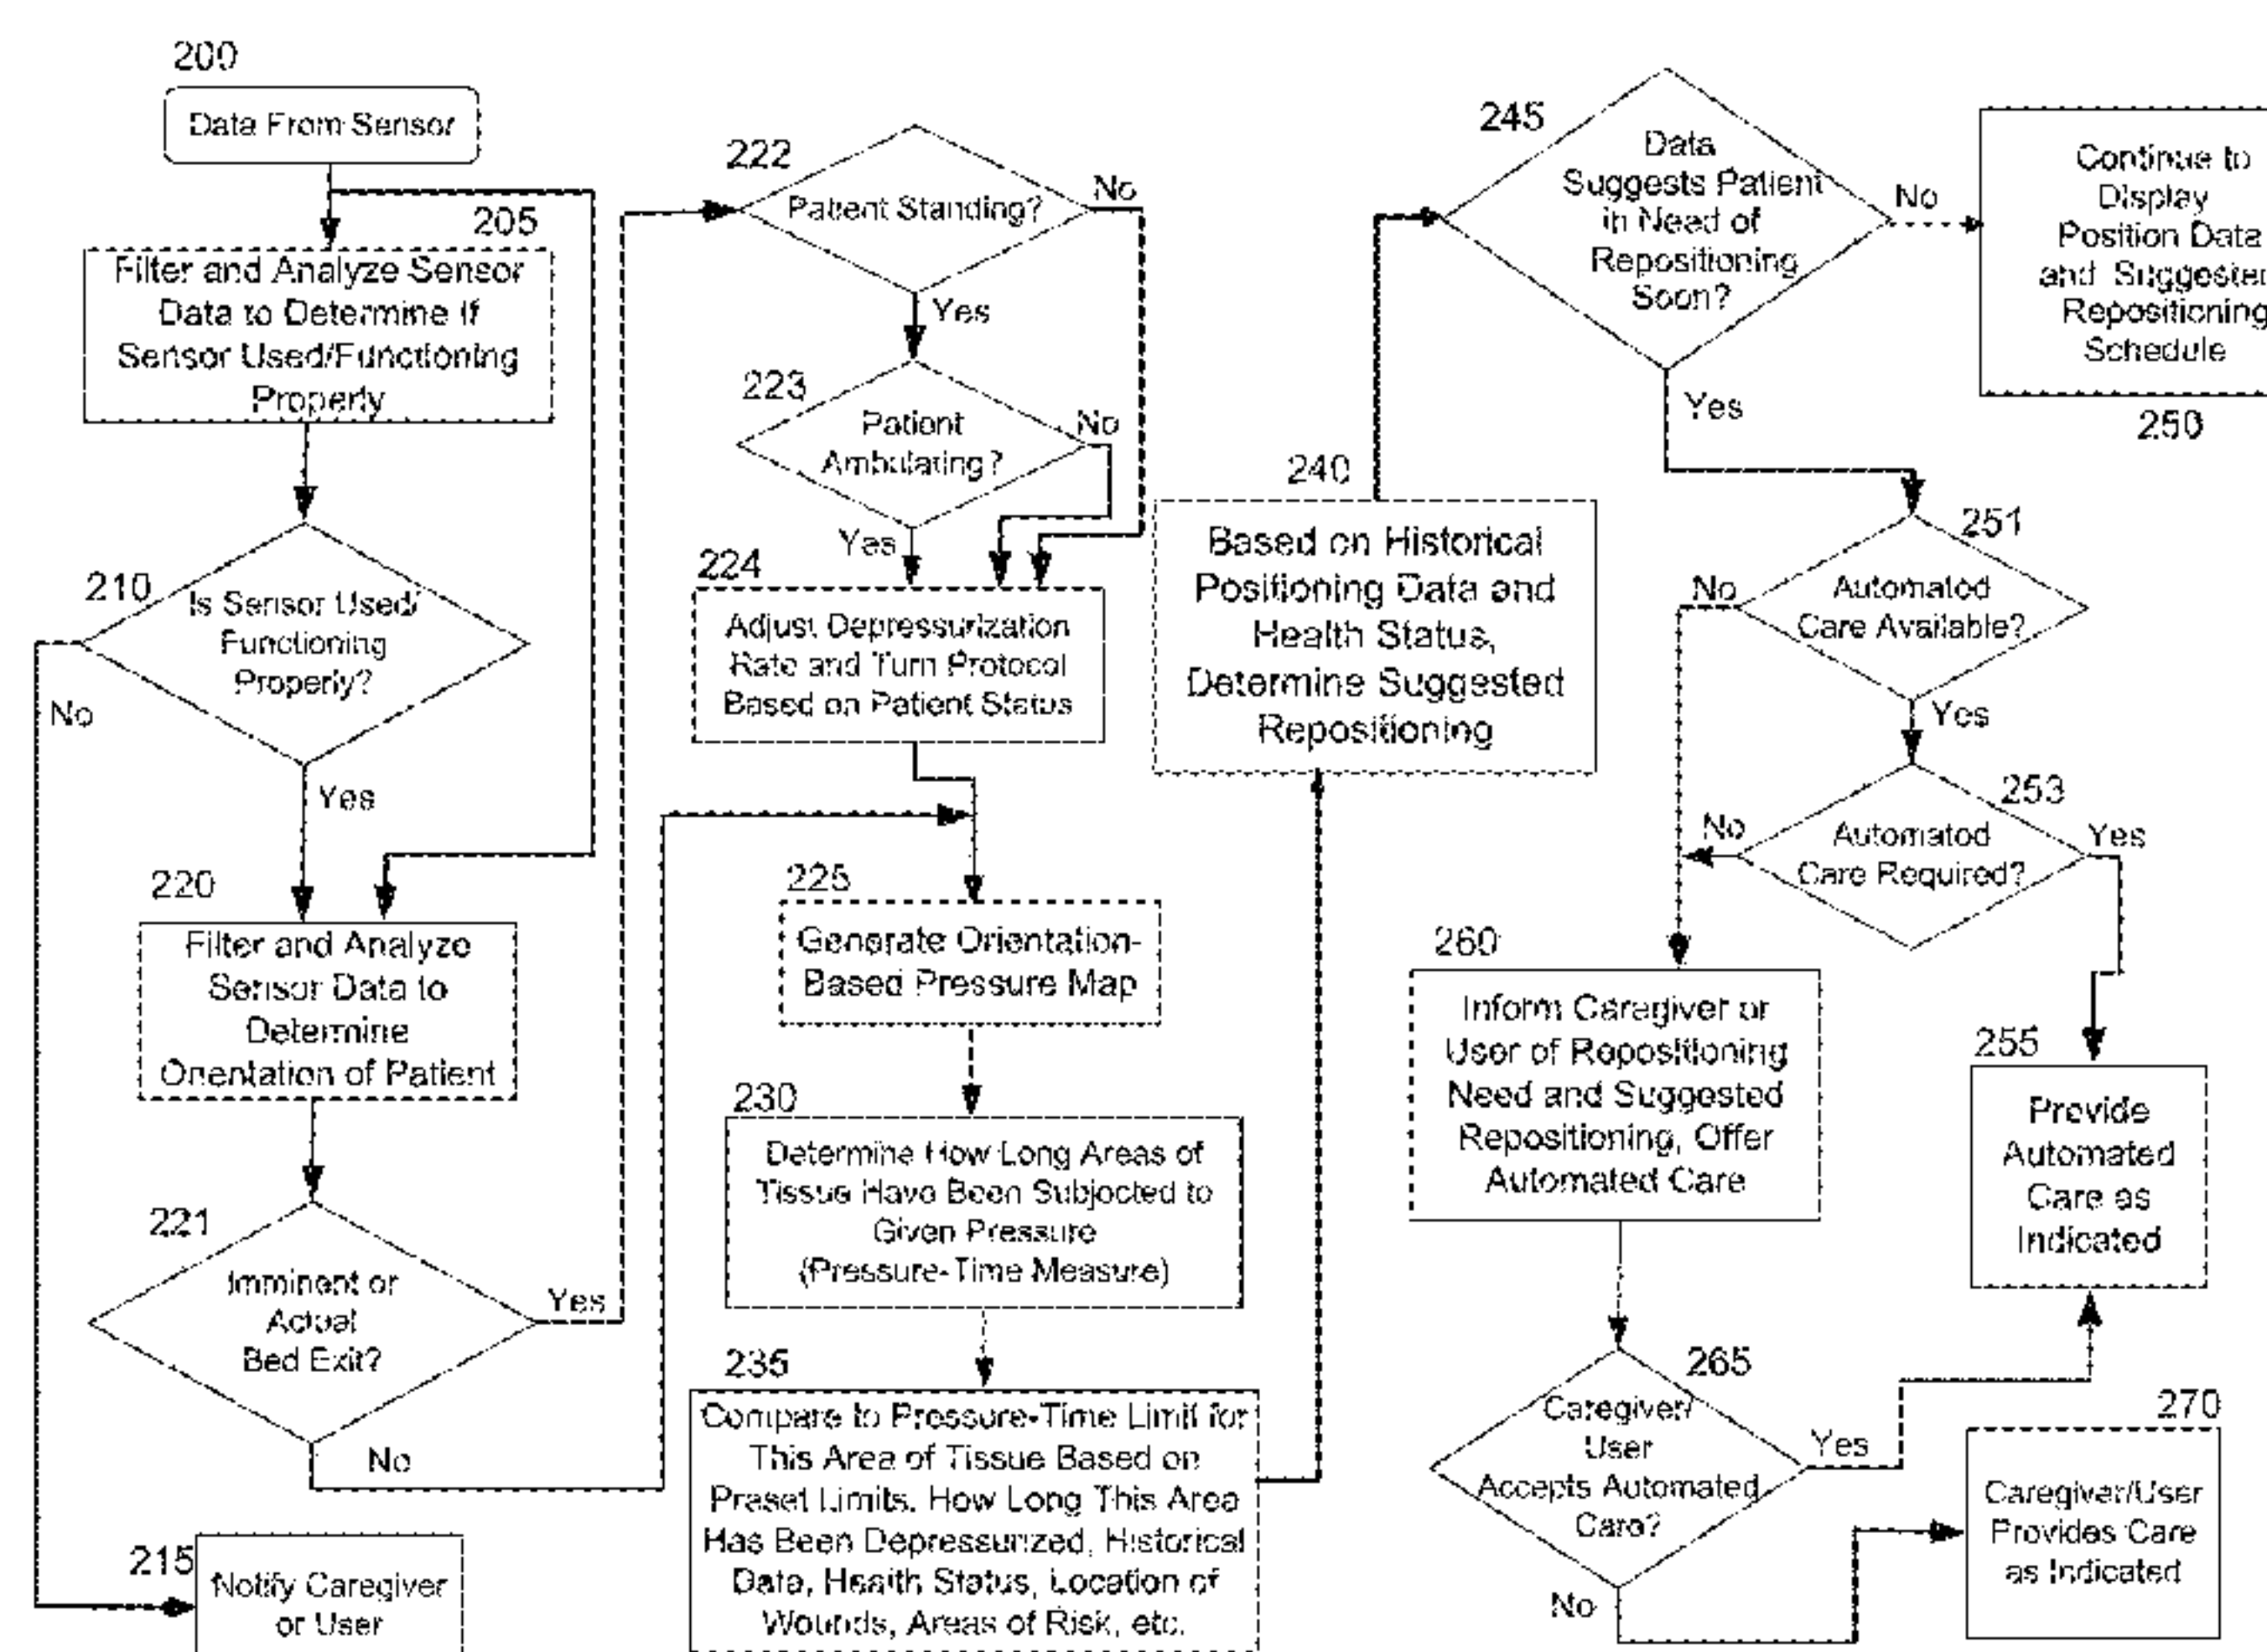 200
Data From Sensor
205
Filter and Analyze Sensor
Data to Determine If
Sensor Used/Functioning
Properly
210
Is Sensor Used/
Functioning
Properly?
No
Yes
220
Filter and Analyze
Sensor Data to
Determine
Orientation of Patient
221
Imminent or
Actual
Bed Exit?
Yes
No
215
Notify Caregiver
or User
222
Patient Standing?
No
Yes
223
Patient
Ambulating?
No
Yes
224
Adjust Depressurization
Rate and Turn Protocol
Based on Patient Status
225
Generate Orientation-
Based Pressure Map
230
Determine How Long Areas of
Tissue Have Been Subjected to
Given Pressure
(Pressure-Time Measure)
235
Compare to Pressure-Time Limit for
This Area of Tissue Based on
Preset Limits. How Long This Area
Has Been Depressurized, Historical
Data, Health Status, Location of
Wounds, Areas of Risk, etc.
240
Based on Historical
Positioning Data and
Health Status,
Determine Suggested
Repositioning
245
Data
Suggests Patient
in Need of
Repositioning
Soon?
No
Yes
Continue to
Display
Position Data
and Suggested
Repositioning
Schedule
250
251
Automated
Care Available?
No
Yes
253
Automated
Care Required?
No
Yes
255
Provide
Automated
Care as
Indicated
260
Inform Caregiver or
User of Repositioning
Need and Suggested
Repositioning, Offer
Automated Care
265
Caregiver/
User
Accepts Automated
Care?
Yes
No
270
Caregiver/User
Provides Care
as Indicated